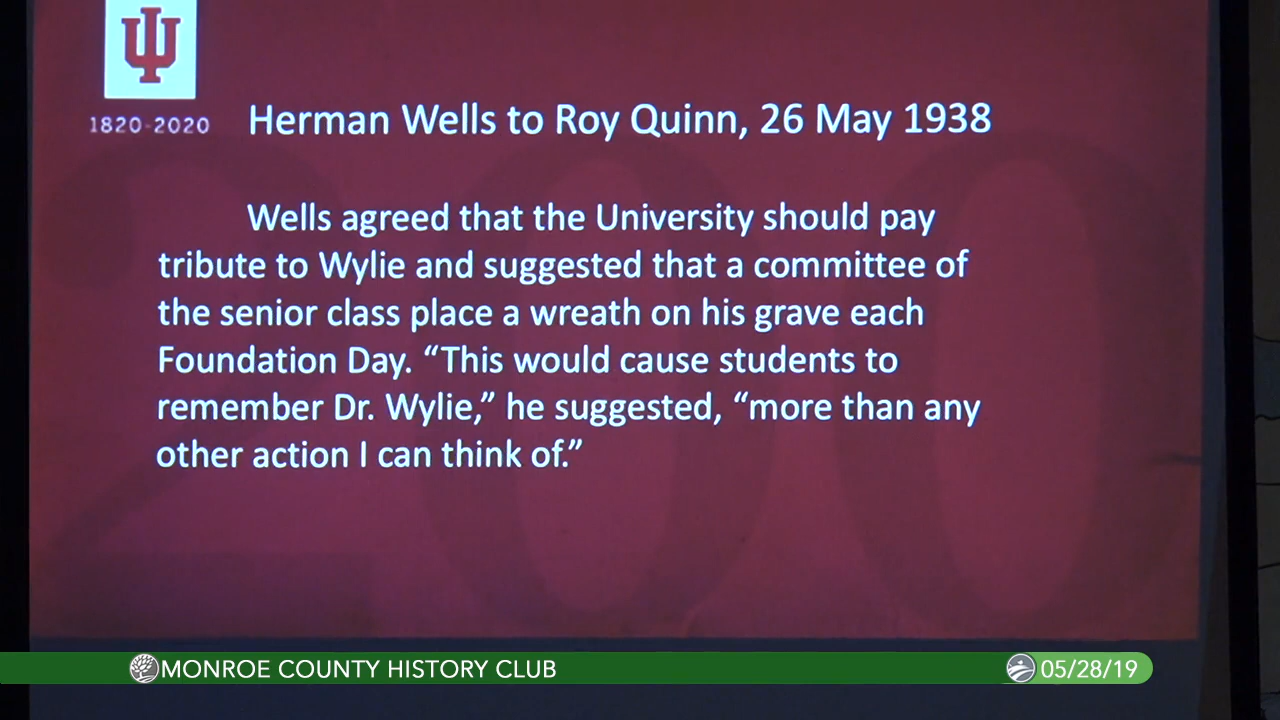 1820-2020
Herman Wells to Roy Quinn, 26 May 1938
Wells agreed that the University should pay
tribute to Wylie and suggested that a committee of
the senior class place a wreath on his grave each
Foundation Day. “This would cause students to
remember Dr. Wylie,” he suggested, “more than any
other action I can think of.”
200
MONROE COUNTY HISTORY CLUB
05/28/19